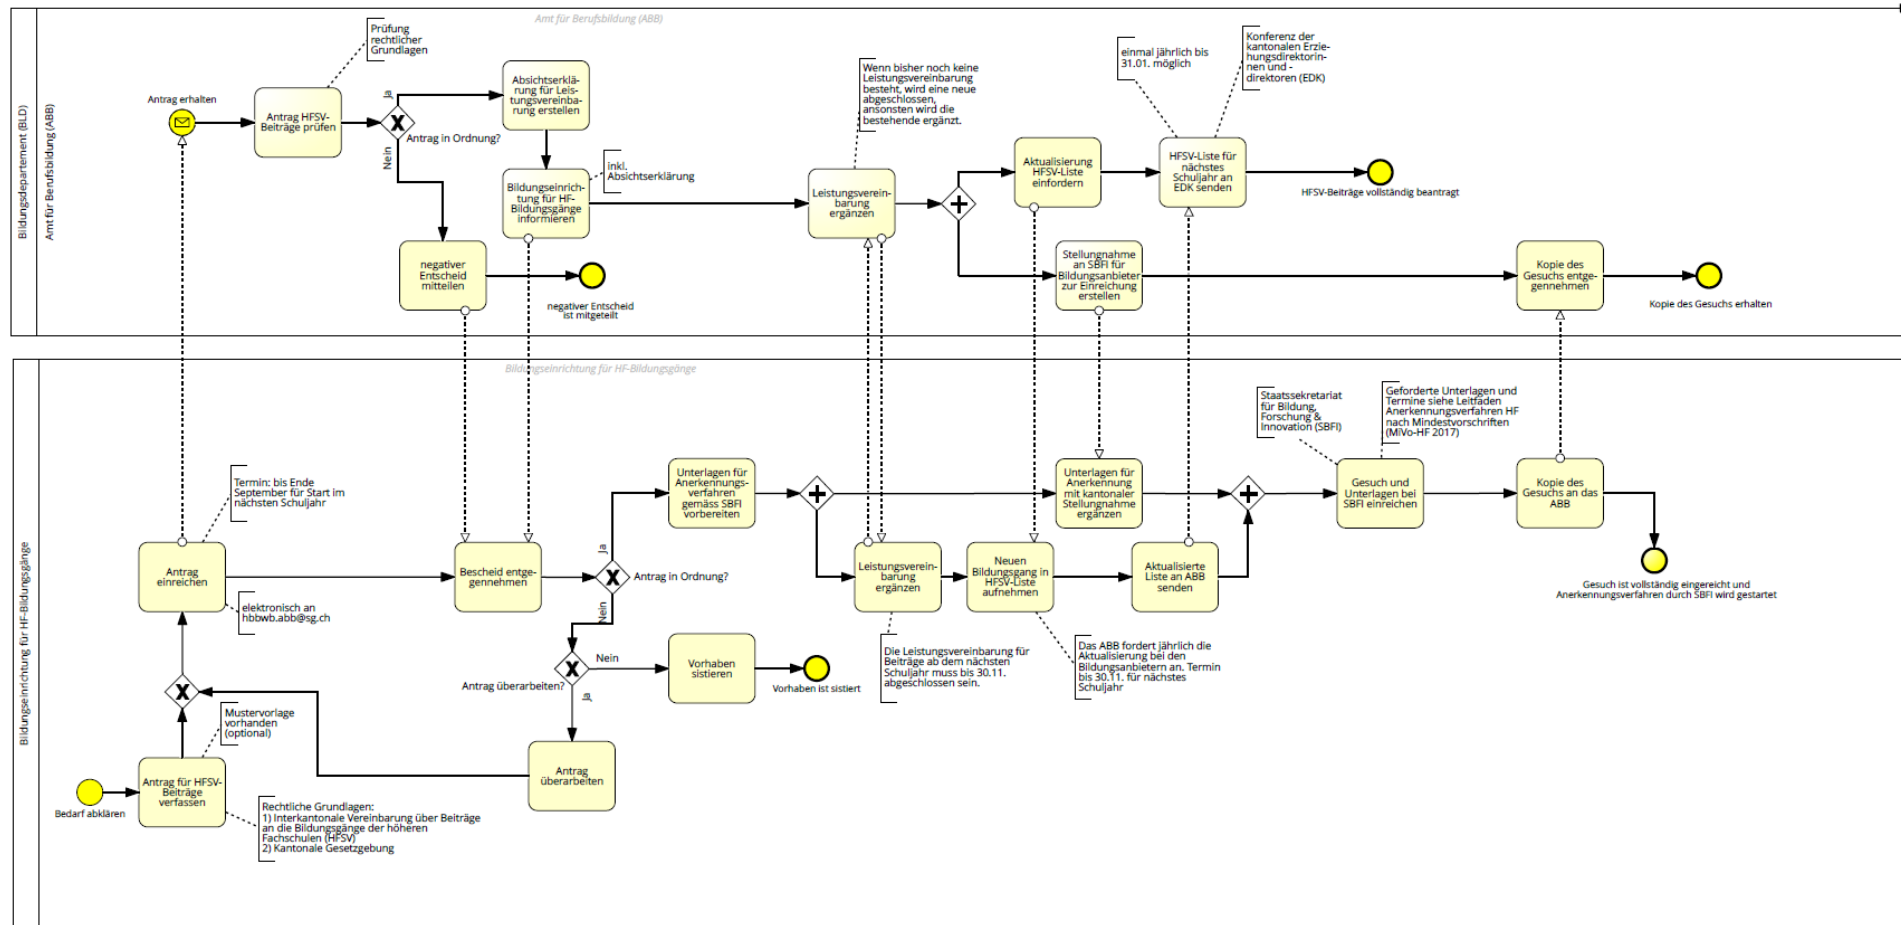 Amt für Berufsbildung (ABB)
Bildungsdepartement (BLD)
Amt für Berufsbildung (ABB)
Antrag erhalten
Prüfung
rechtlicher
Grundlagen
Antrag HFSV-
Beiträge prüfen
Ja
Nein
Antrag in Ordnung?
Absichtserklä-
rung für Leis-
tungsvereinba-
rung erstellen
Bildungseinrich-
tung für HF-
Bildungsgänge
informieren
inkl.
Absichtserklärung
negativer
Entscheid
mitteilen
negativer Entscheid
ist mitgeteilt
Wenn bisher noch keine
Leistungsvereinbarung
besteht, wird eine neue
abgeschlossen,
ansonsten wird die
bestehende ergänzt.
Leistungsverein-
barung
ergänzen
Aktualisierung
HFSV-Liste
einfordern
einmal jährlich bis
31.01. möglich
Konferenz der
kantonalen Erzie-
hungsdirektorin-
nen und -
direktoren (EDK)
HFSV-Liste für
nächstes
Schuljahr an
EDK senden
HFSV-Beiträge vollständig beantragt
Stellungnahme
an SBFI für
Bildungsanbieter
zur Einreichung
erstellen
Kopie des
Gesuchs entge-
gennehmen
Kopie des Gesuchs erhalten
Bildungseinrichtung für HF-Bildungsgänge
Bildungseinrichtung für HF-Bildungsgänge
Bedarf abklären
Antrag für HFSV-
Beiträge
verfassen
Mustervorlage
vorhanden
(optional)
Rechtliche Grundlagen:
1) Interkantonale Vereinbarung über Beiträge
an die Bildungsgänge der höheren
Fachschulen (HFSV)
2) Kantonale Gesetzgebung
Antrag
einreichen
Termin: bis Ende
September für Start im
nächsten Schuljahr
elektronisch an
hbbwb.abb@sg.ch
Bescheid entge-
gennehmen
Ja
Antrag in Ordnung?
Nein
Antrag überarbeiten?
Nein
Ja
Vorhaben
sistieren
Vorhaben ist sistiert
Antrag
überarbeiten
Unterlagen für
Anerkennungs-
verfahren
gemäss SBFI
vorbereiten
Leistungsverein-
barung
ergänzen
Die Leistungsvereinbarung für
Beiträge ab dem nächsten
Schuljahr muss bis 30.11.
abgeschlossen sein.
Neuen
Bildungsgang in
HFSV-Liste
aufnehmen
Das ABB fordert jährlich die
Aktualisierung bei den
Bildungsanbietern an. Termin
bis 30.11. für nächstes
Schuljahr
Unterlagen für
Anerkennung
mit kantonaler
Stellungnahme
ergänzen
Aktualisierte
Liste an ABB
senden
Staatssekretariat
für Bildung,
Forschung &
Innovation (SBFI)
Geforderte Unterlagen und
Termine siehe Leitfaden
Anerkennungsverfahren HF
nach Mindestvorschriften
(MiVo-HF 2017)
Gesuch und
Unterlagen bei
SBFI einreichen
Kopie des
Gesuchs an das
ABB
Gesuch ist vollständig eingereicht und
Anerkennungsverfahren durch SBFI wird gestartet